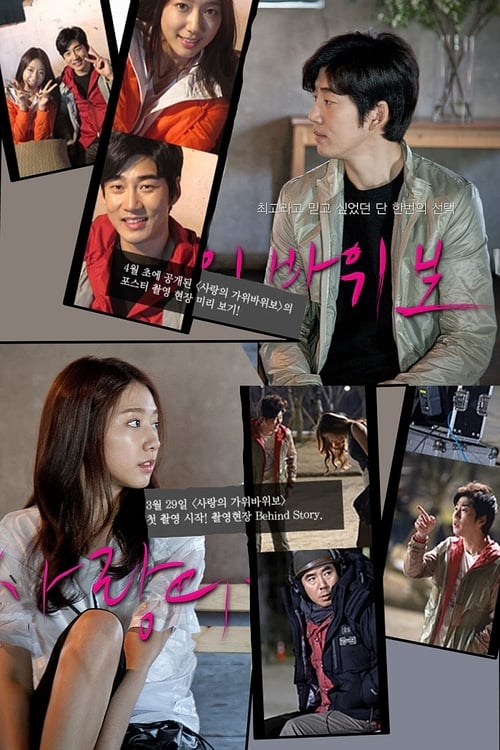 최고라고 믿고 싶었던 단 한번의 선택
위바위보
4월 초에 공개된 <사랑의 가위바위보>의
포스터 촬영 현장 미리 보기!
3월 29일 <사랑의 가위바위보>
첫 촬영 시작! 촬영현장 Behind Story.
사랑의